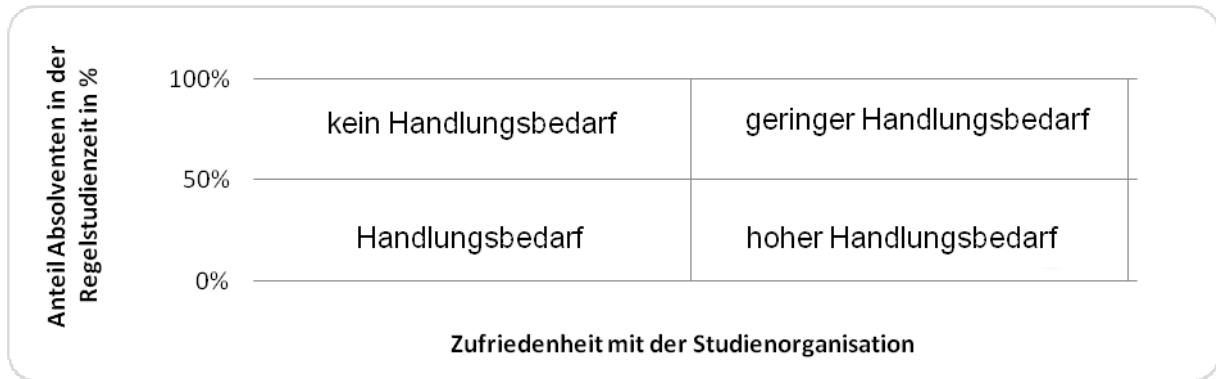 Anteil Absolventen in der
Regelstudienzeit in %
100%
kein Handlungsbedarf
geringer Handlungsbedarf
50%
Handlungsbedarf
hoher Handlungsbedarf
0%
Zufriedenheit mit der Studienorganisation